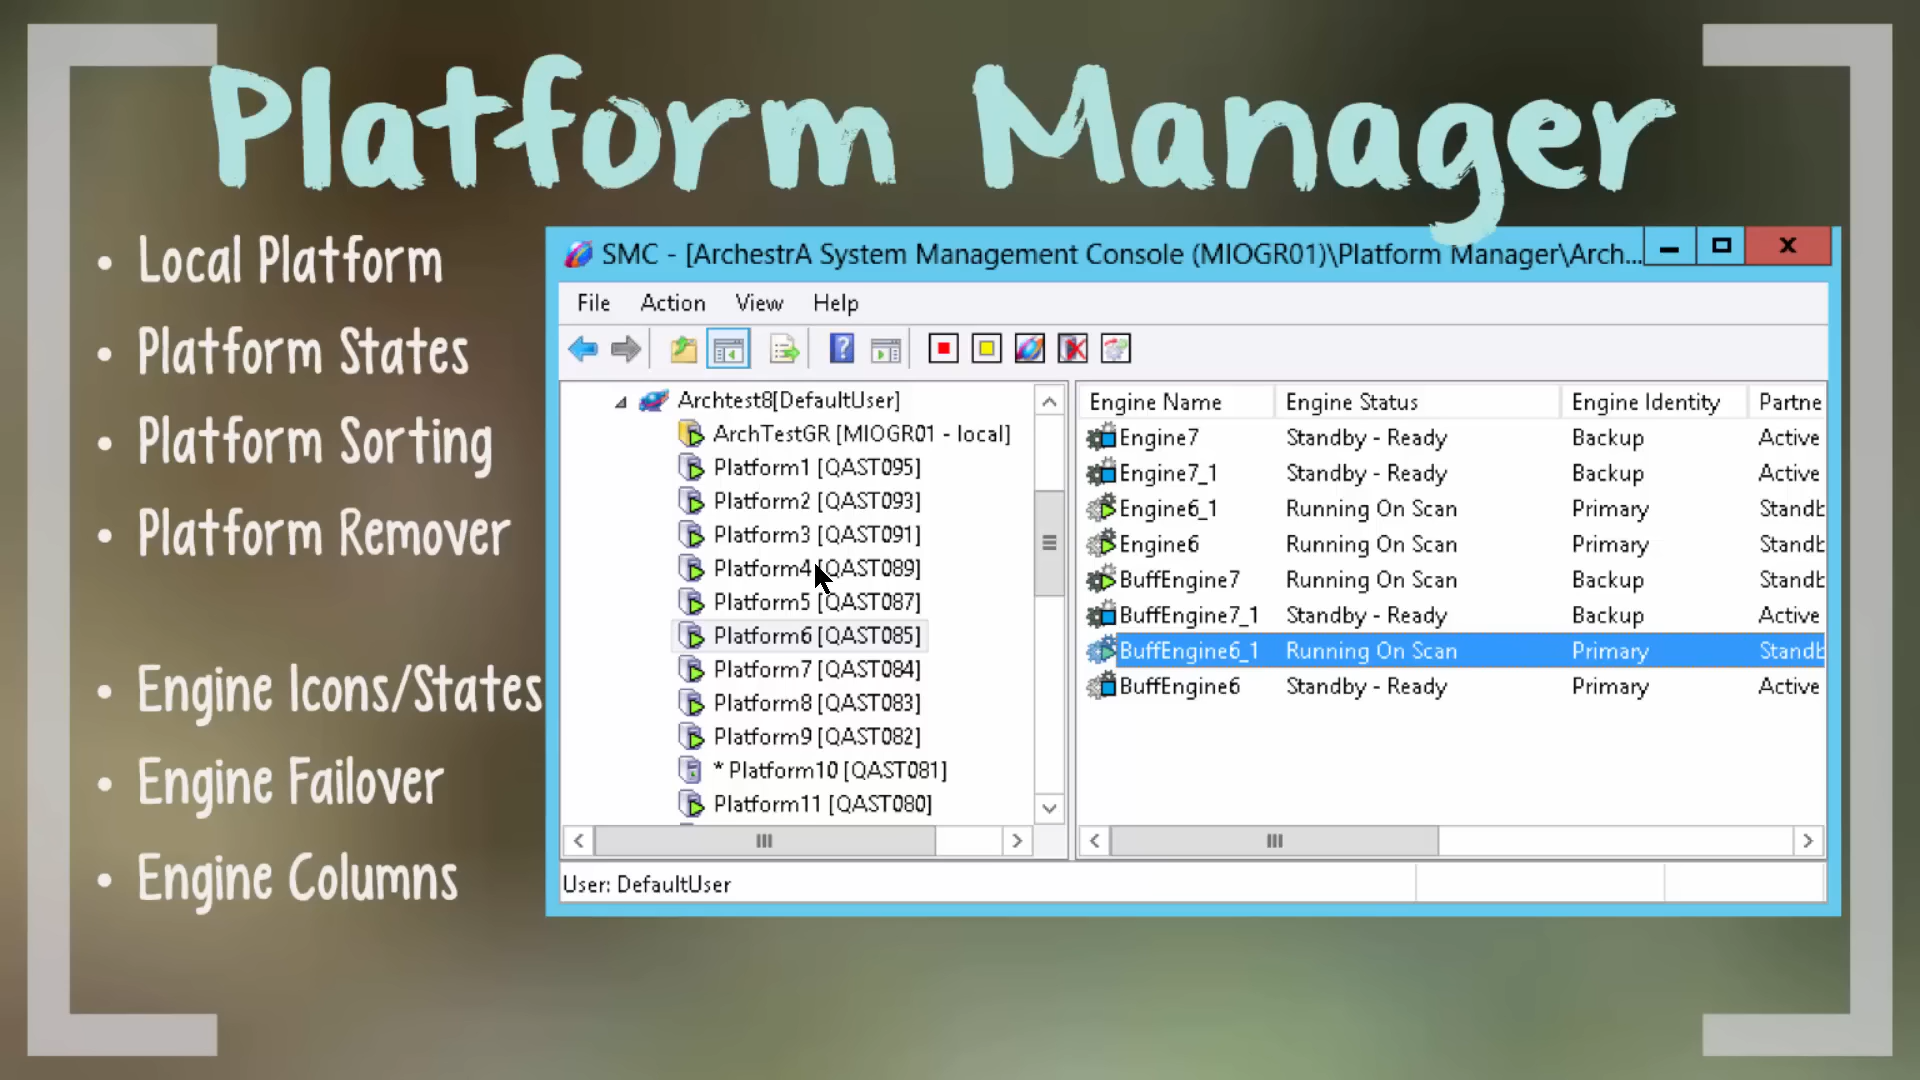 Platform Manager
• Local Platform
• Platform States
• Platform Sorting
• Platform Remover
• Engine Icons/States
• Engine Failover
• Engine Columns
SMC - [ArchestrA System Management Console (MIOGR01)\Platform Manager\Arch...
File Action View Help
Archtest8[DefaultUser]
ArchTestGR [MIOGR01 - local]
Platform1 [QAST095]
Platform2 [QAST093]
Platform3 [QAST091]
Platform4 [QAST089]
Platform5 [QAST087]
Platform6 [QAST085]
Platform7 [QAST084]
Platform8 [QAST083]
Platform9 [QAST082]
* Platform10 [QAST081]
Platform11 [QAST080]
Engine Name Engine Status Engine Identity Partne
Engine7 Standby - Ready Backup Active
Engine7_1 Standby - Ready Backup Active
Engine6_1 Running On Scan Primary Standb
Engine6 Running On Scan Primary Standb
BuffEngine7 Running On Scan Backup Standb
BuffEngine7_1 Standby - Ready Backup Active
BuffEngine6_1 Running On Scan Primary Standb
BuffEngine6 Standby - Ready Primary Active
User: DefaultUser